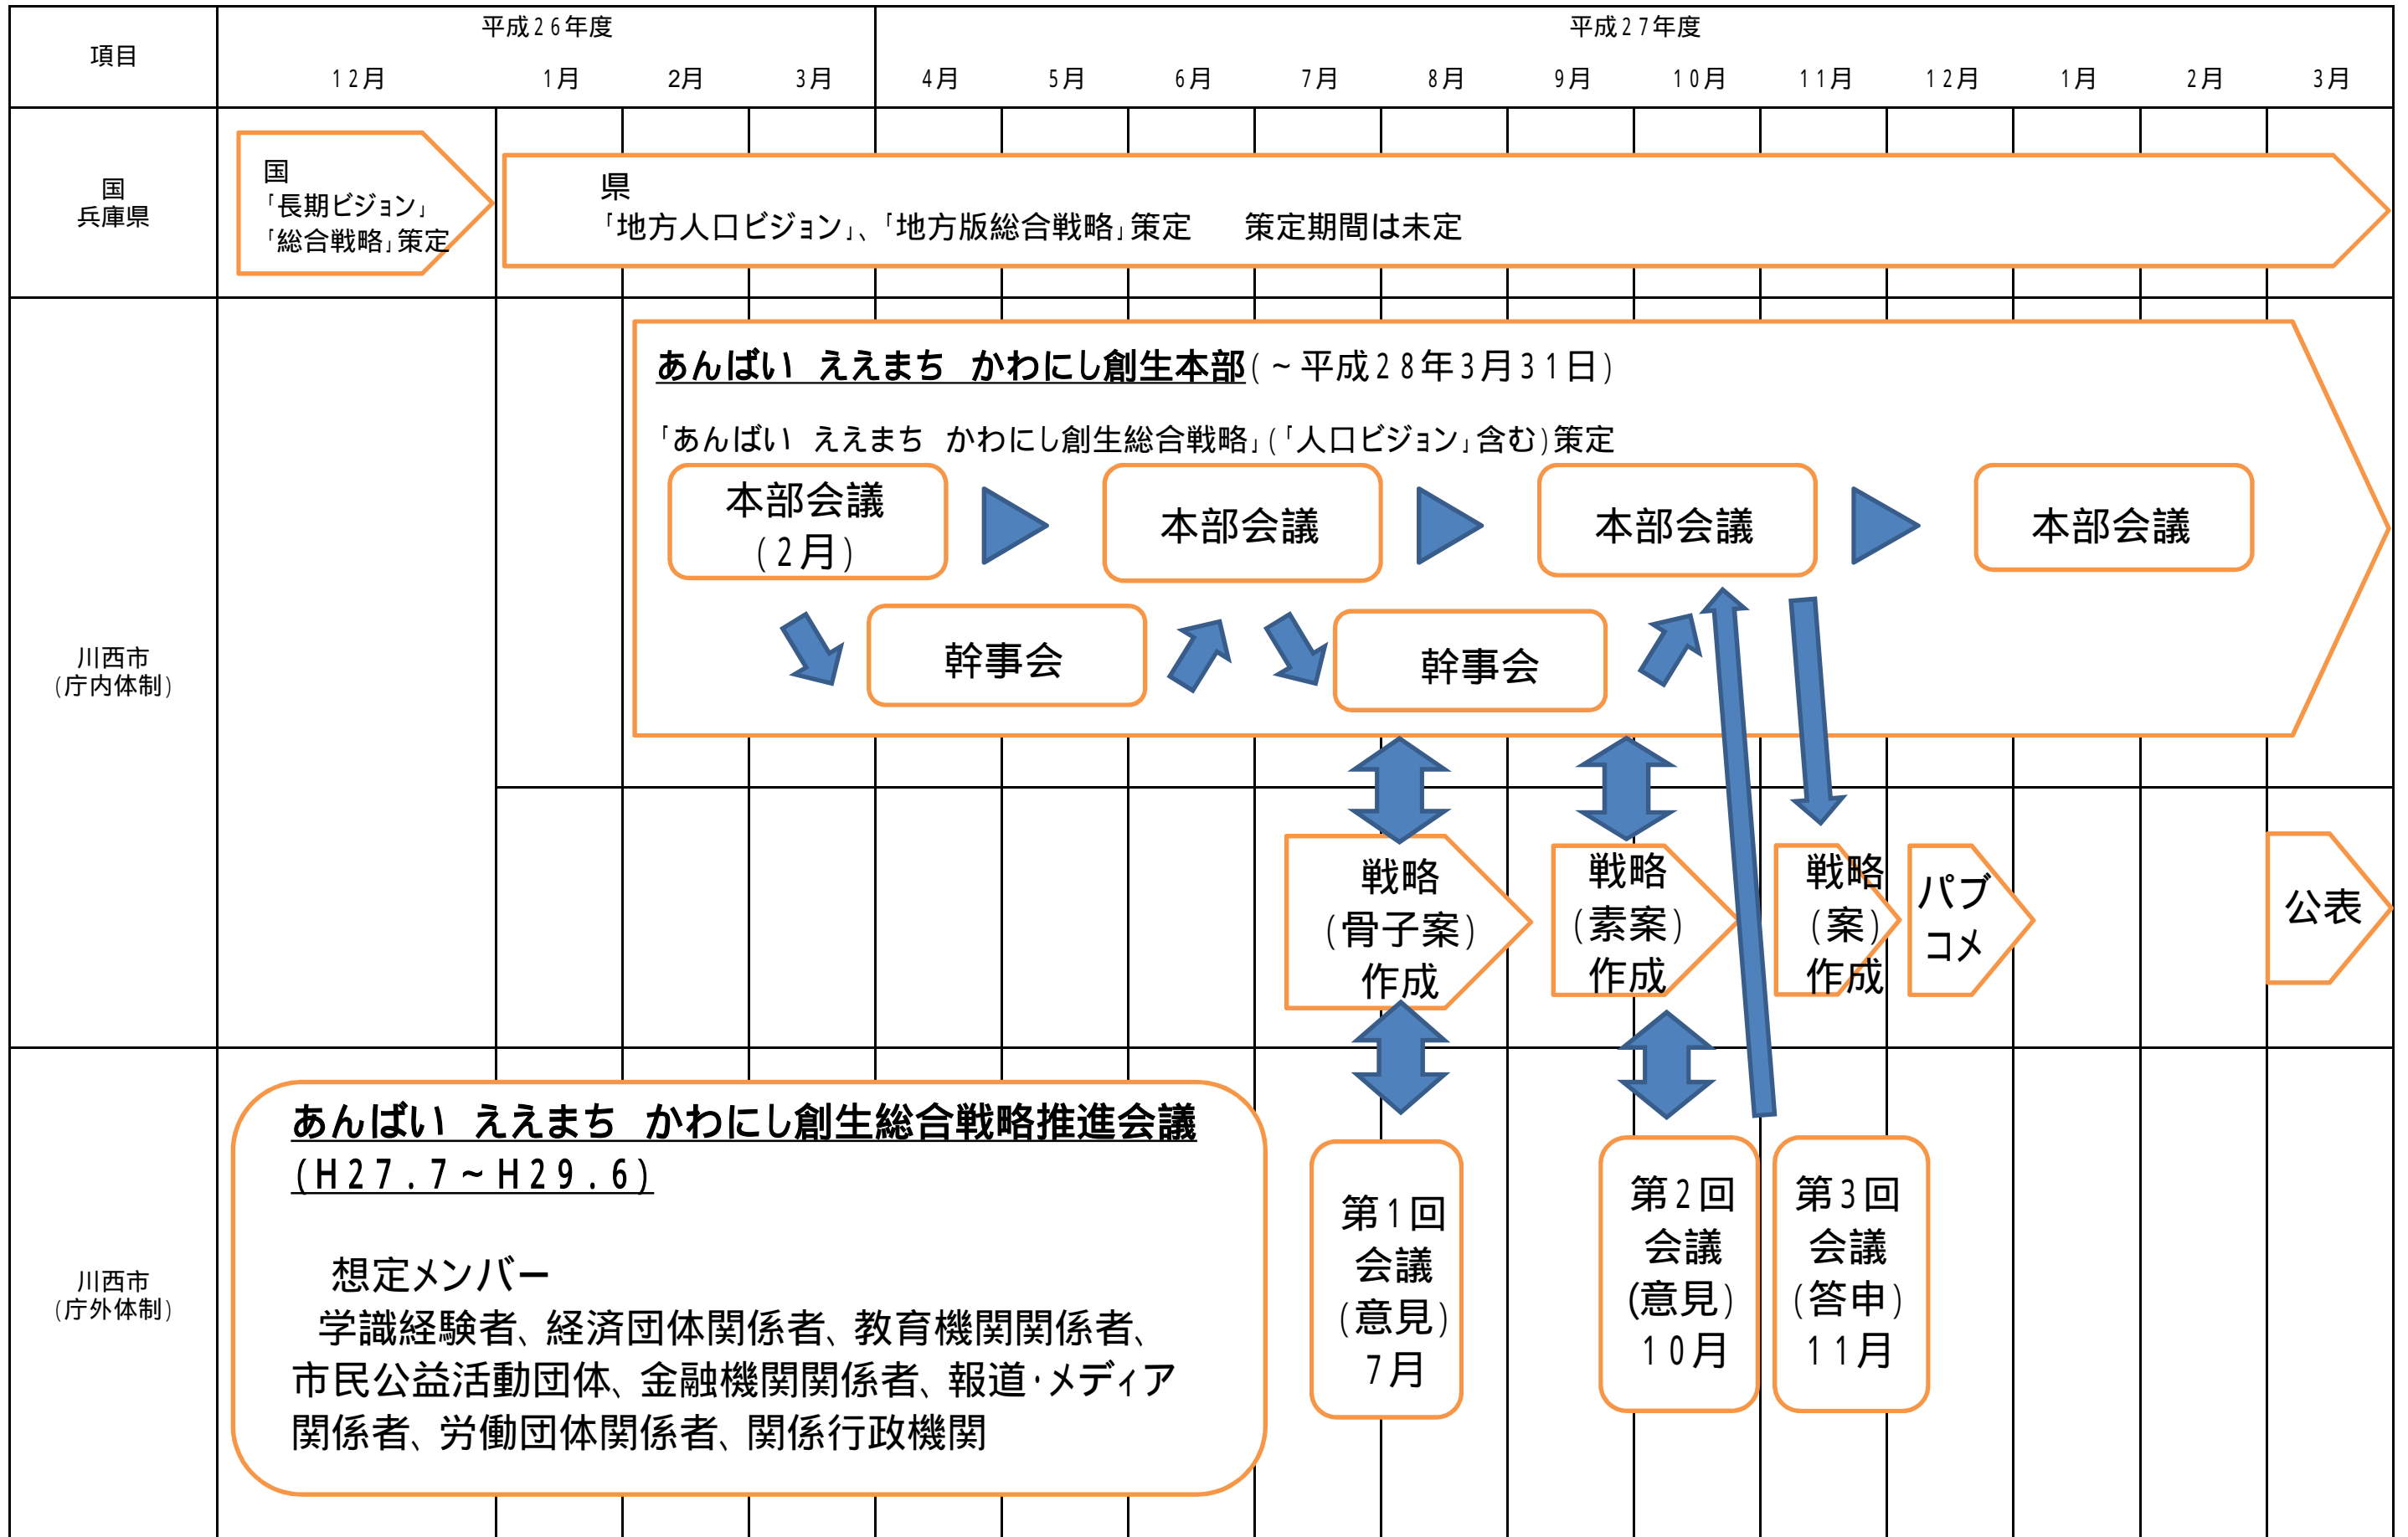 項目
平成26年度
平成27年度
12月
1月
2月
3月
4月
5月
6月
7月
8月
9月
10月
11月
12月
1月
2月
3月
国
兵庫県
国
「長期ビジョン」
「総合戦略」策定
県
「地方人口ビジョン」、「地方版総合戦略」策定　策定期間は未定
川西市
(庁内体制)
あんばい ええまち かわにし創生本部(～平成28年3月31日)
「あんばい ええまち かわにし創生総合戦略」(「人口ビジョン」含む)策定
本部会議
(2月)
本部会議
本部会議
本部会議
幹事会
幹事会
戦略
(骨子案)
作成
戦略
(素案)
作成
戦略
(案)
作成
パブ
コメ
公表
川西市
(庁外体制)
あんばい ええまち かわにし創生総合戦略推進会議
(H27.7～H29.6)
想定メンバー
学識経験者、経済団体関係者、教育機関関係者、
市民公益活動団体、金融機関関係者、報道・メディア
関係者、労働団体関係者、関係行政機関
第1回
会議
(意見)
7月
第2回
会議
(意見)
10月
第3回
会議
(答申)
11月